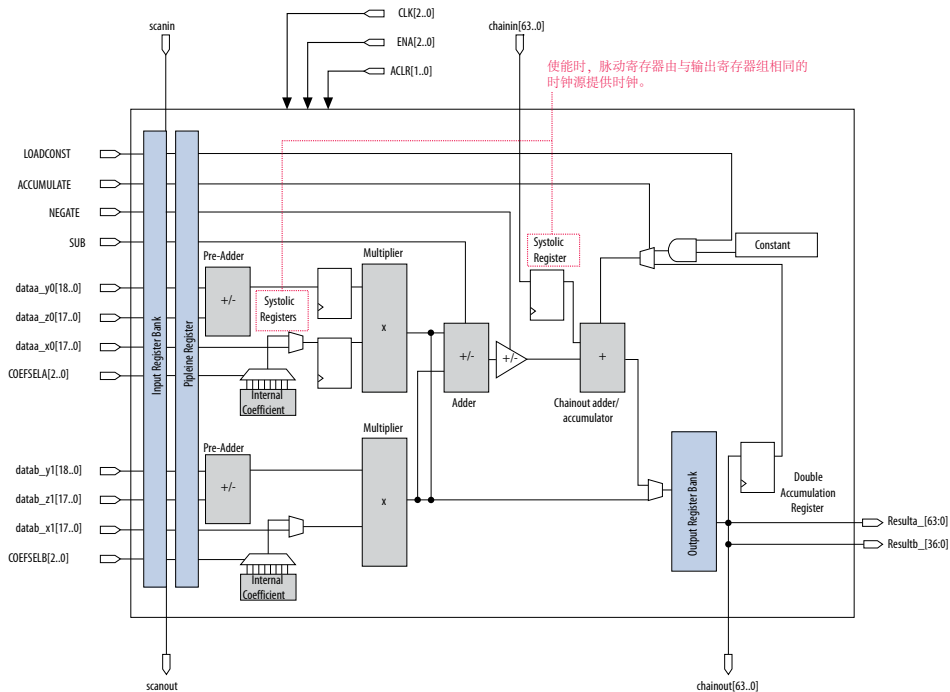 CLK[2..0]
scanin
ENA[2..0]
chainin[63..0]
ACLR[1..0]
使能时，脉动寄存器由与输出寄存器组相同的
时钟源提供时钟。
LOADCONST
ACCUMULATE
NEGATE
SUB
dataa_y0[18..0]
dataa_z0[17..0]
dataa_x0[17..0]
COEFSELA[2..0]
datab_y1[18..0]
datab_z1[17..0]
datab_x1[17..0]
COEFSELB[2..0]
Input Register Bank
Pipleine Register
Pre-Adder
+/-
Systolic
Registers
Internal
Coefficient
Multiplier
x
+/-
Adder
+/-
Systolic
Register
+
Chainout adder/
accumulator
Constant
Pre-Adder
+/-
Internal
Coefficient
Multiplier
x
Output Register Bank
Double
Accumulation
Register
Resulta_[63:0]
Resultb_[36:0]
scanout
chainout[63..0]